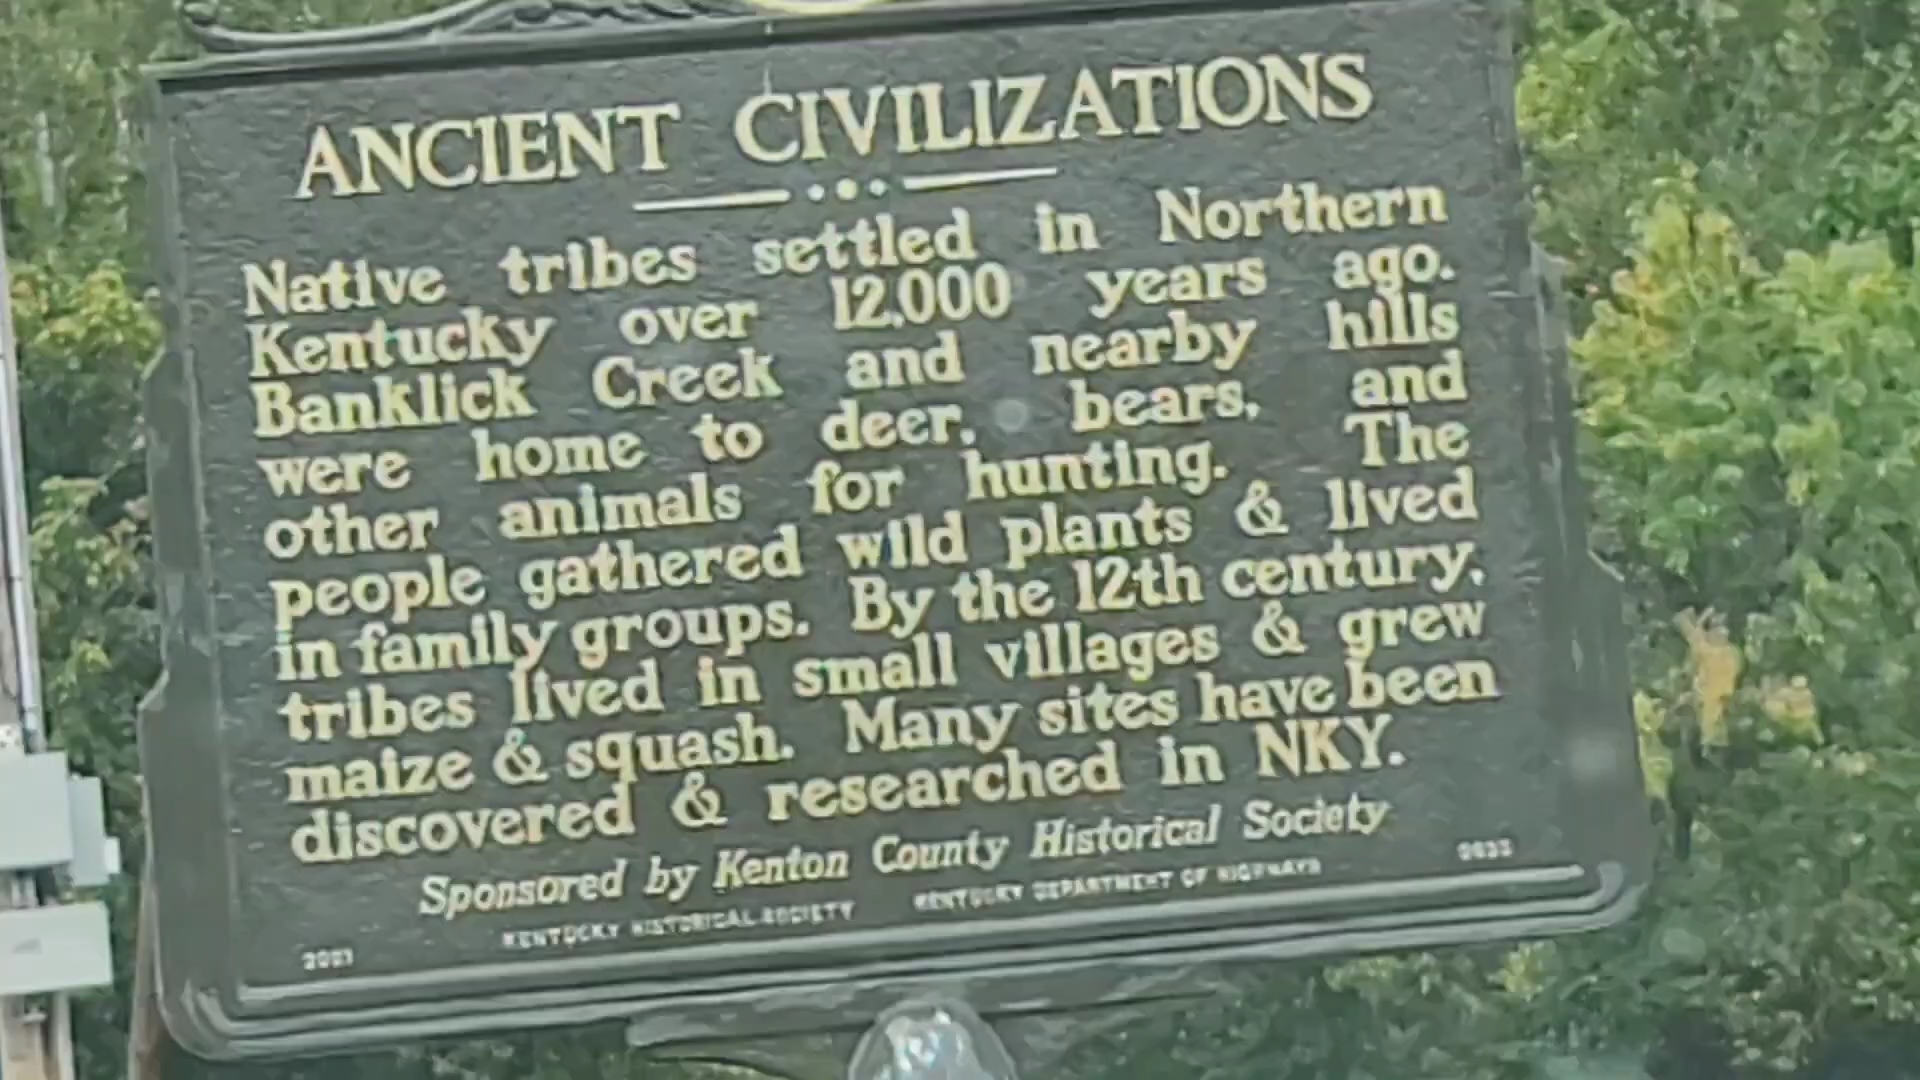 ANCIENT CIVILIZATIONS
Native tribes settled in Northern
Kentucky over 12,000 years ago.
Banklick Creek and nearby hills
were home to deer, bears, and
other animals for hunting. The
people gathered wild plants & lived
in family groups. By the 12th century,
tribes lived in small villages & grew
maize & squash. Many sites have been
discovered & researched in NKY.
Sponsored by Kenton County Historical Society
KENTUCKY HISTORICAL SOCIETY KENTUCKY DEPARTMENT OF HIGHWAYS